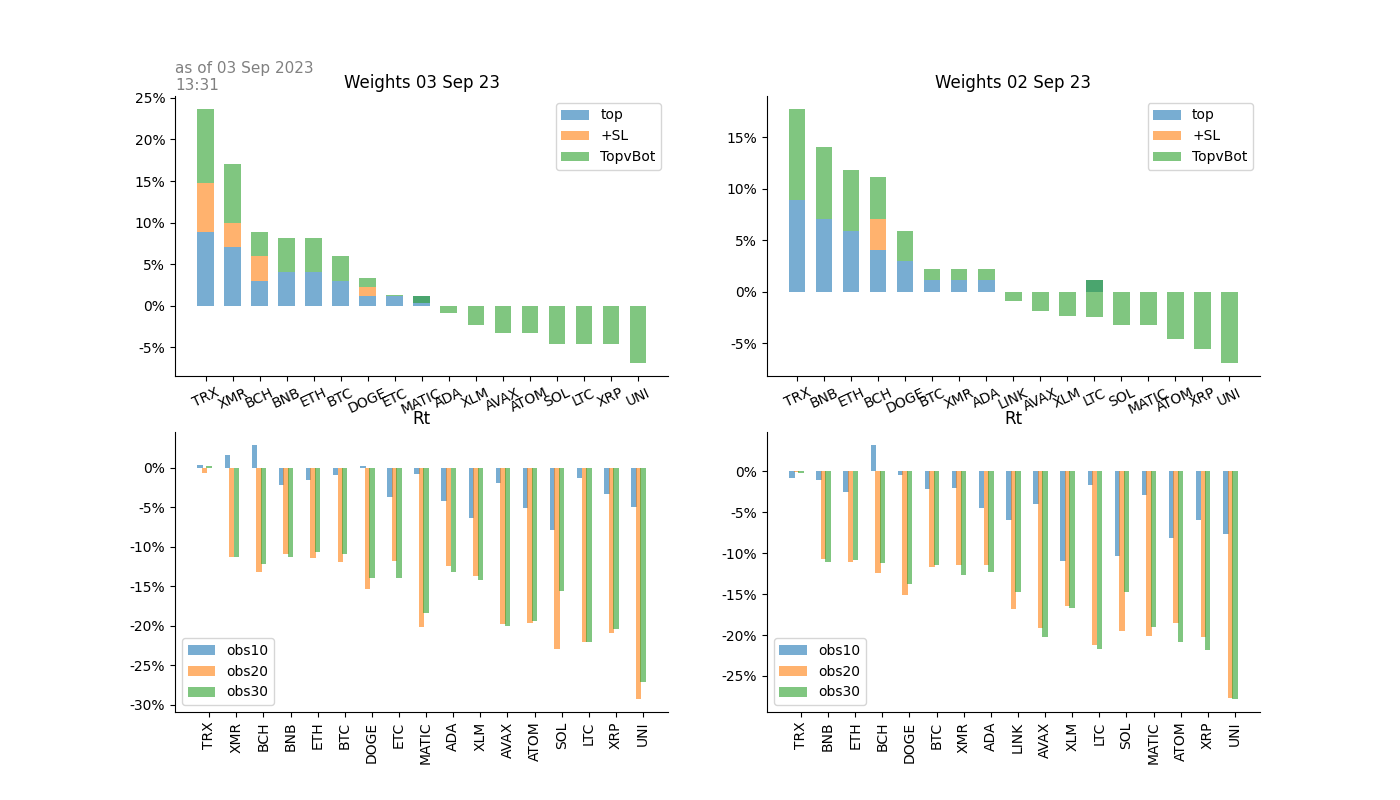 as of 03 Sep 2023
13:31
Weights 03 Sep 23
25%
20%
15%
10%
5%
0%
-5%
top
+SL
TopvBot
TRX XMR BCH BNB ETH BTC DOGE ETC MATIC ADA XLM AVAX ATOM SOL LTC XRP UNI
Weights 02 Sep 23
15%
10%
5%
0%
-5%
top
+SL
TopvBot
TRX BNB ETH BCH DOGE BTC XMR ADA LINK AVAX XLM LTC SOL MATIC ATOM XRP UNI
Rt
0%
-5%
-10%
-15%
-20%
-25%
-30%
obs10
obs20
obs30
TRX XMR BCH BNB ETH BTC DOGE ETC MATIC ADA XLM AVAX ATOM SOL LTC XRP UNI
Rt
0%
-5%
-10%
-15%
-20%
-25%
obs10
obs20
obs30
TRX BNB ETH BCH DOGE BTC XMR ADA LINK AVAX XLM LTC SOL MATIC ATOM XRP UNI